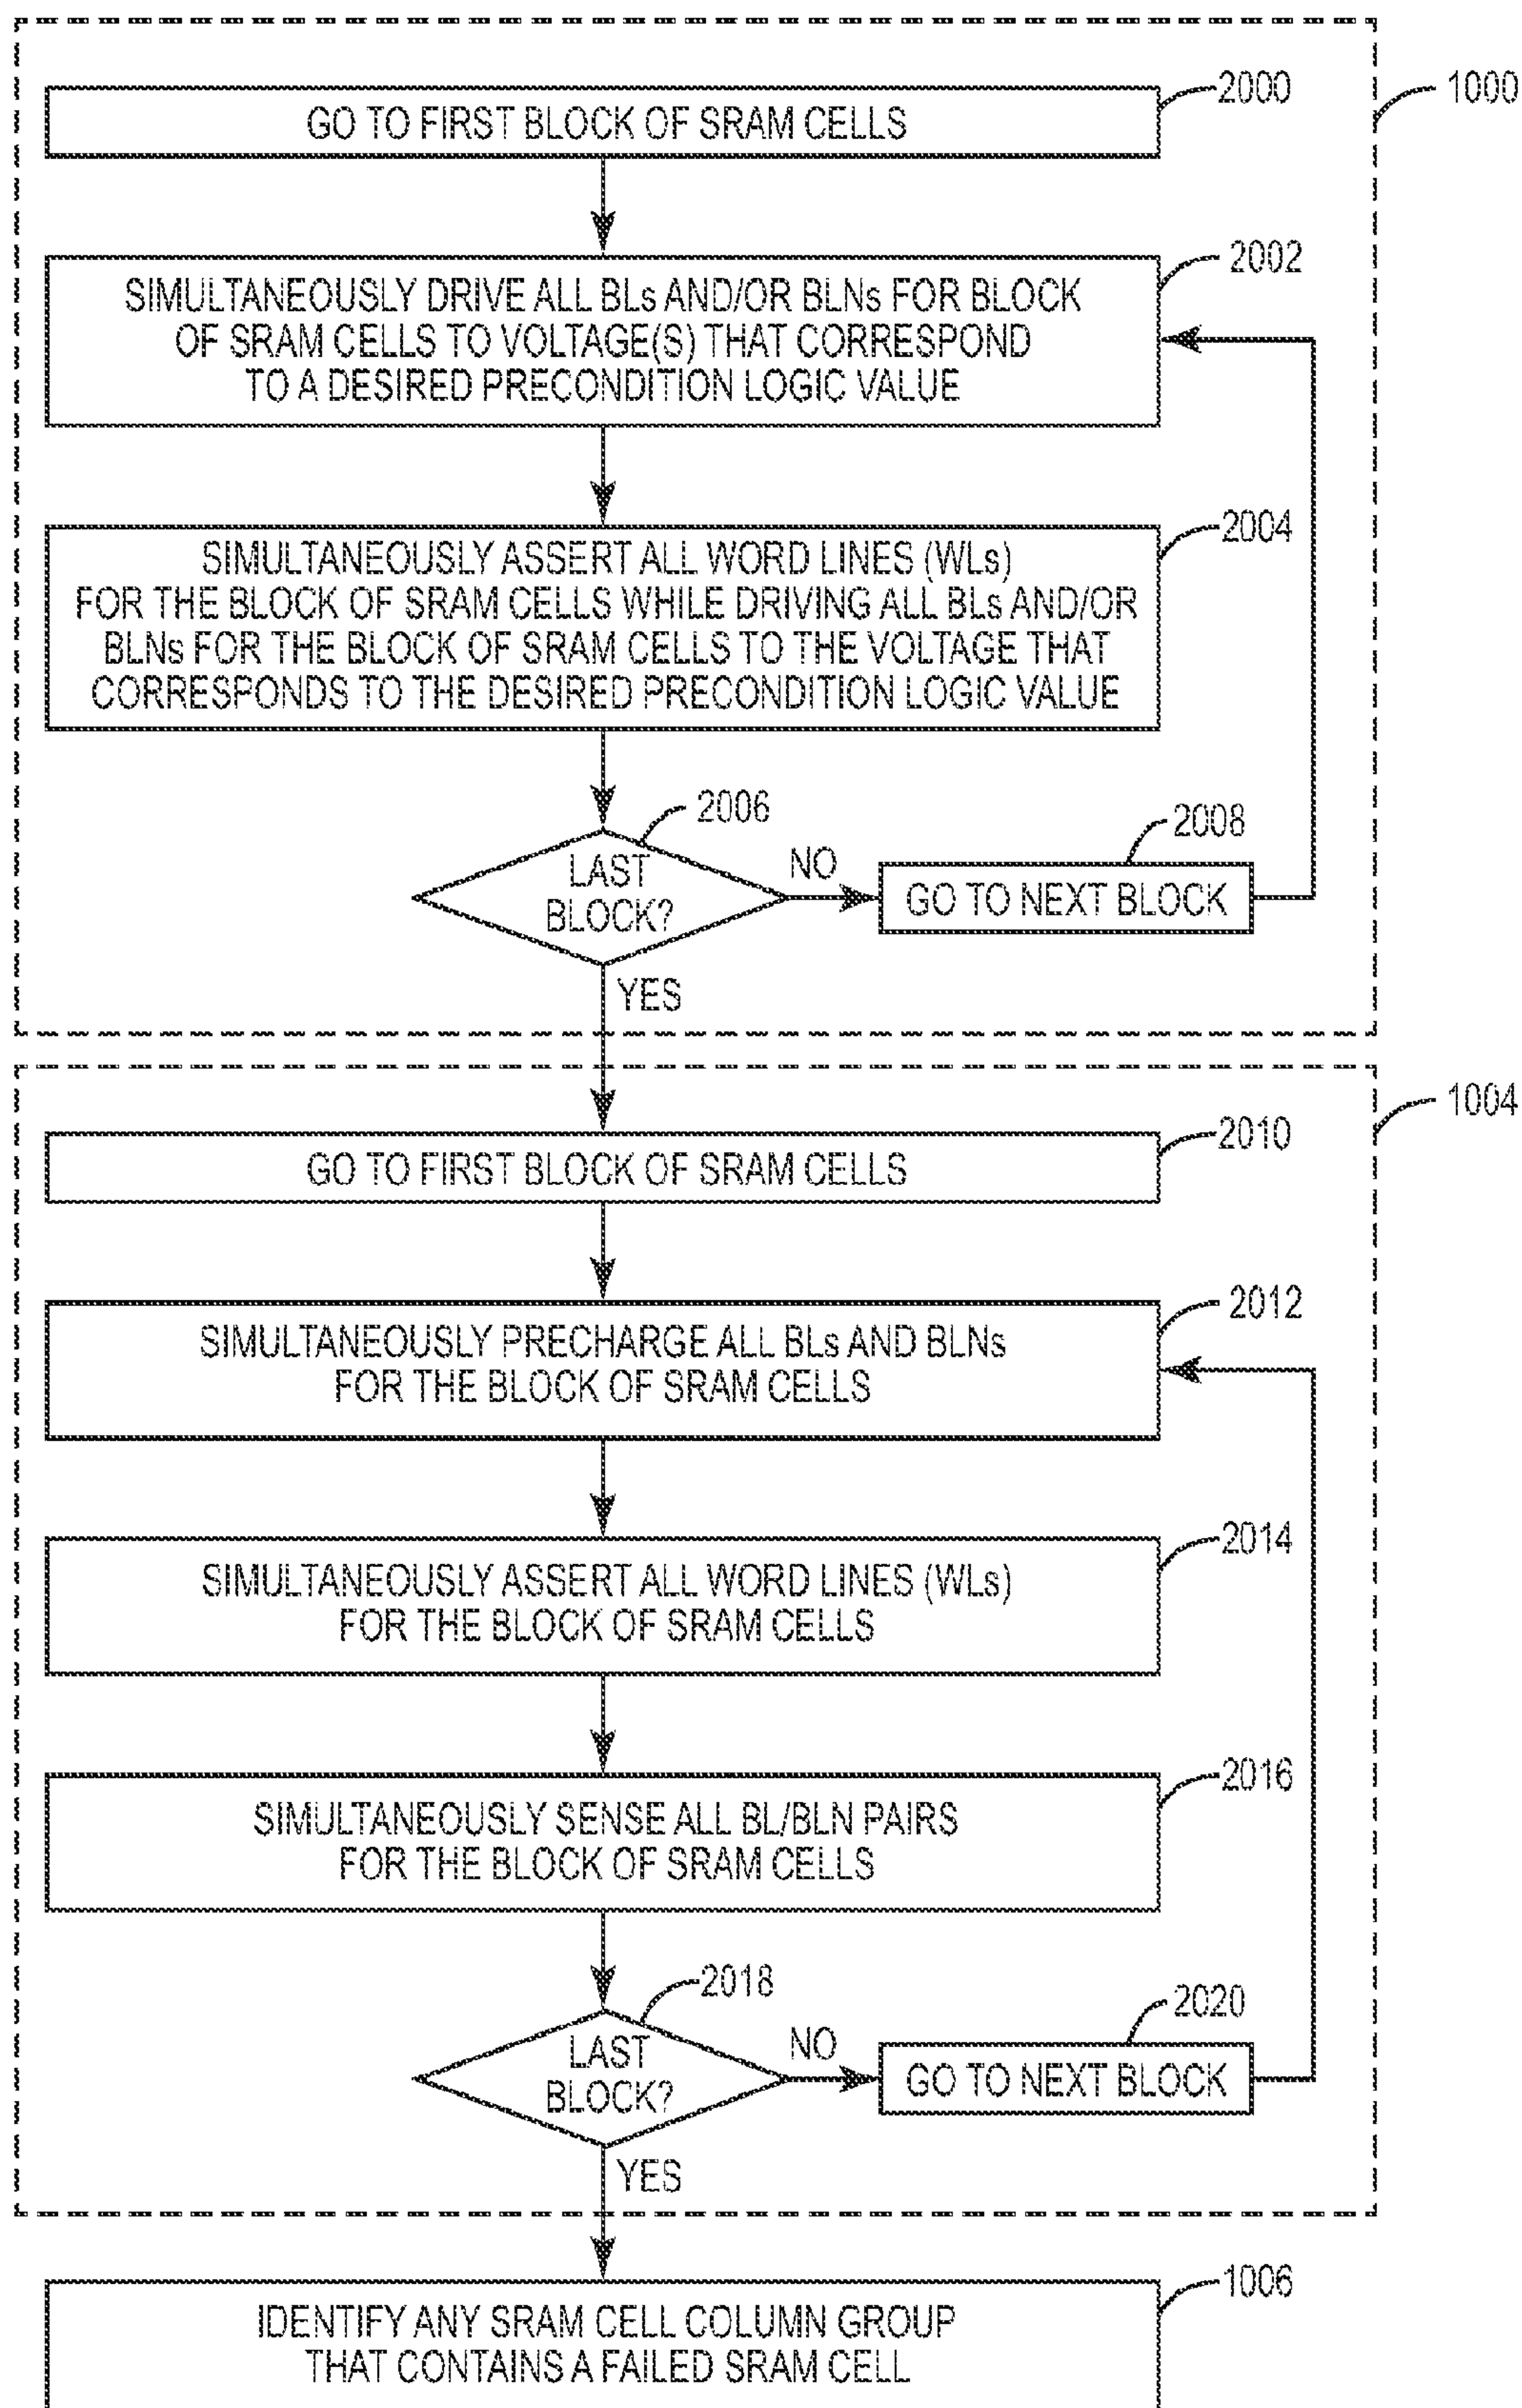 2000
1000
GO TO FIRST BLOCK OF SRAM CELLS
2002
SIMULTANEOUSLY DRIVE ALL BLs AND/OR BLNs FOR BLOCK
OF SRAM CELLS TO VOLTAGE(S) THAT CORRESPOND
TO A DESIRED PRECONDITION LOGIC VALUE
2004
SIMULTANEOUSLY ASSERT ALL WORD LINES (WLs)
FOR THE BLOCK OF SRAM CELLS WHILE DRIVING ALL BLs AND/OR
BLNs FOR THE BLOCK OF SRAM CELLS TO THE VOLTAGE THAT
CORRESPONDS TO THE DESIRED PRECONDITION LOGIC VALUE
2006
2008
LAST
BLOCK?
NO
GO TO NEXT BLOCK
YES
1004
2010
GO TO FIRST BLOCK OF SRAM CELLS
2012
SIMULTANEOUSLY PRECHARGE ALL BLs AND BLNs
FOR THE BLOCK OF SRAM CELLS
2014
SIMULTANEOUSLY ASSERT ALL WORD LINES (WLs)
FOR THE BLOCK OF SRAM CELLS
2016
SIMULTANEOUSLY SENSE ALL BL/BLN PAIRS
FOR THE BLOCK OF SRAM CELLS
2018
2020
LAST
BLOCK?
NO
GO TO NEXT BLOCK
YES
1006
IDENTIFY ANY SRAM CELL COLUMN GROUP
THAT CONTAINS A FAILED SRAM CELL